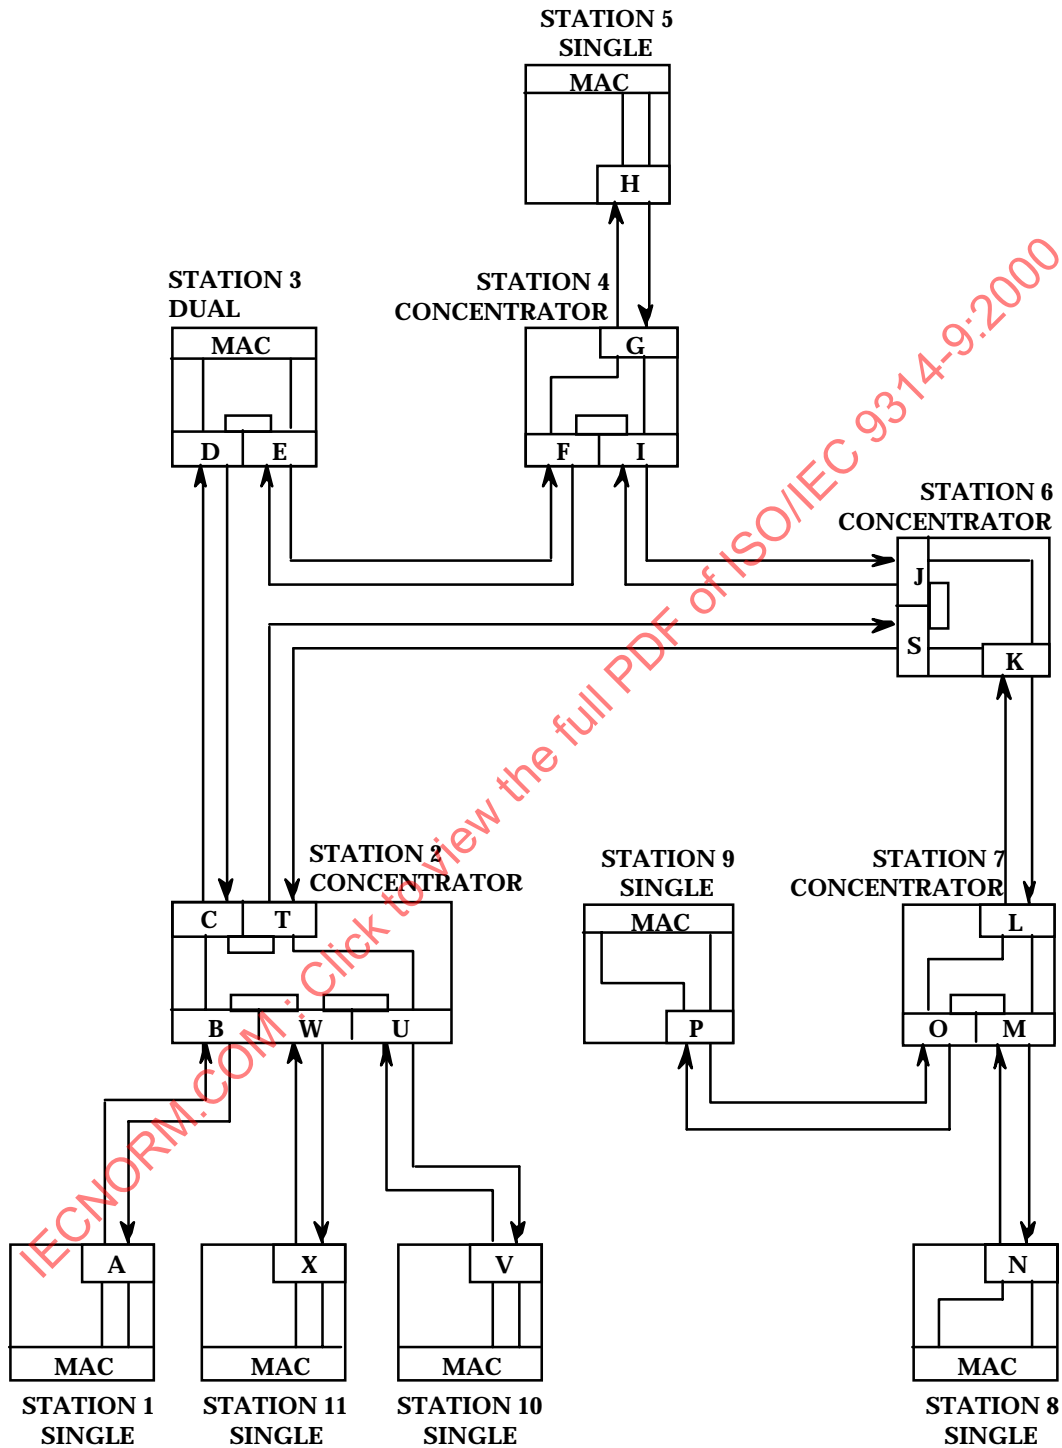 STATION 5
SINGLE
MAC
H
STATION 3
DUAL
MAC
D
E
STATION 4
CONCENTRATOR
G
F
I
STATION 6
CONCENTRATOR
J
S
K
STATION 2
CONCENTRATOR
C
T
B
W
U
STATION 9
SINGLE
MAC
P
STATION 7
CONCENTRATOR
L
O
M
A
MAC
STATION 1
SINGLE
X
MAC
STATION 11
SINGLE
V
MAC
STATION 10
SINGLE
N
MAC
STATION 8
SINGLE
IECNORM.COM : Click to view the full PDF of ISO/IEC 9314-9:2000